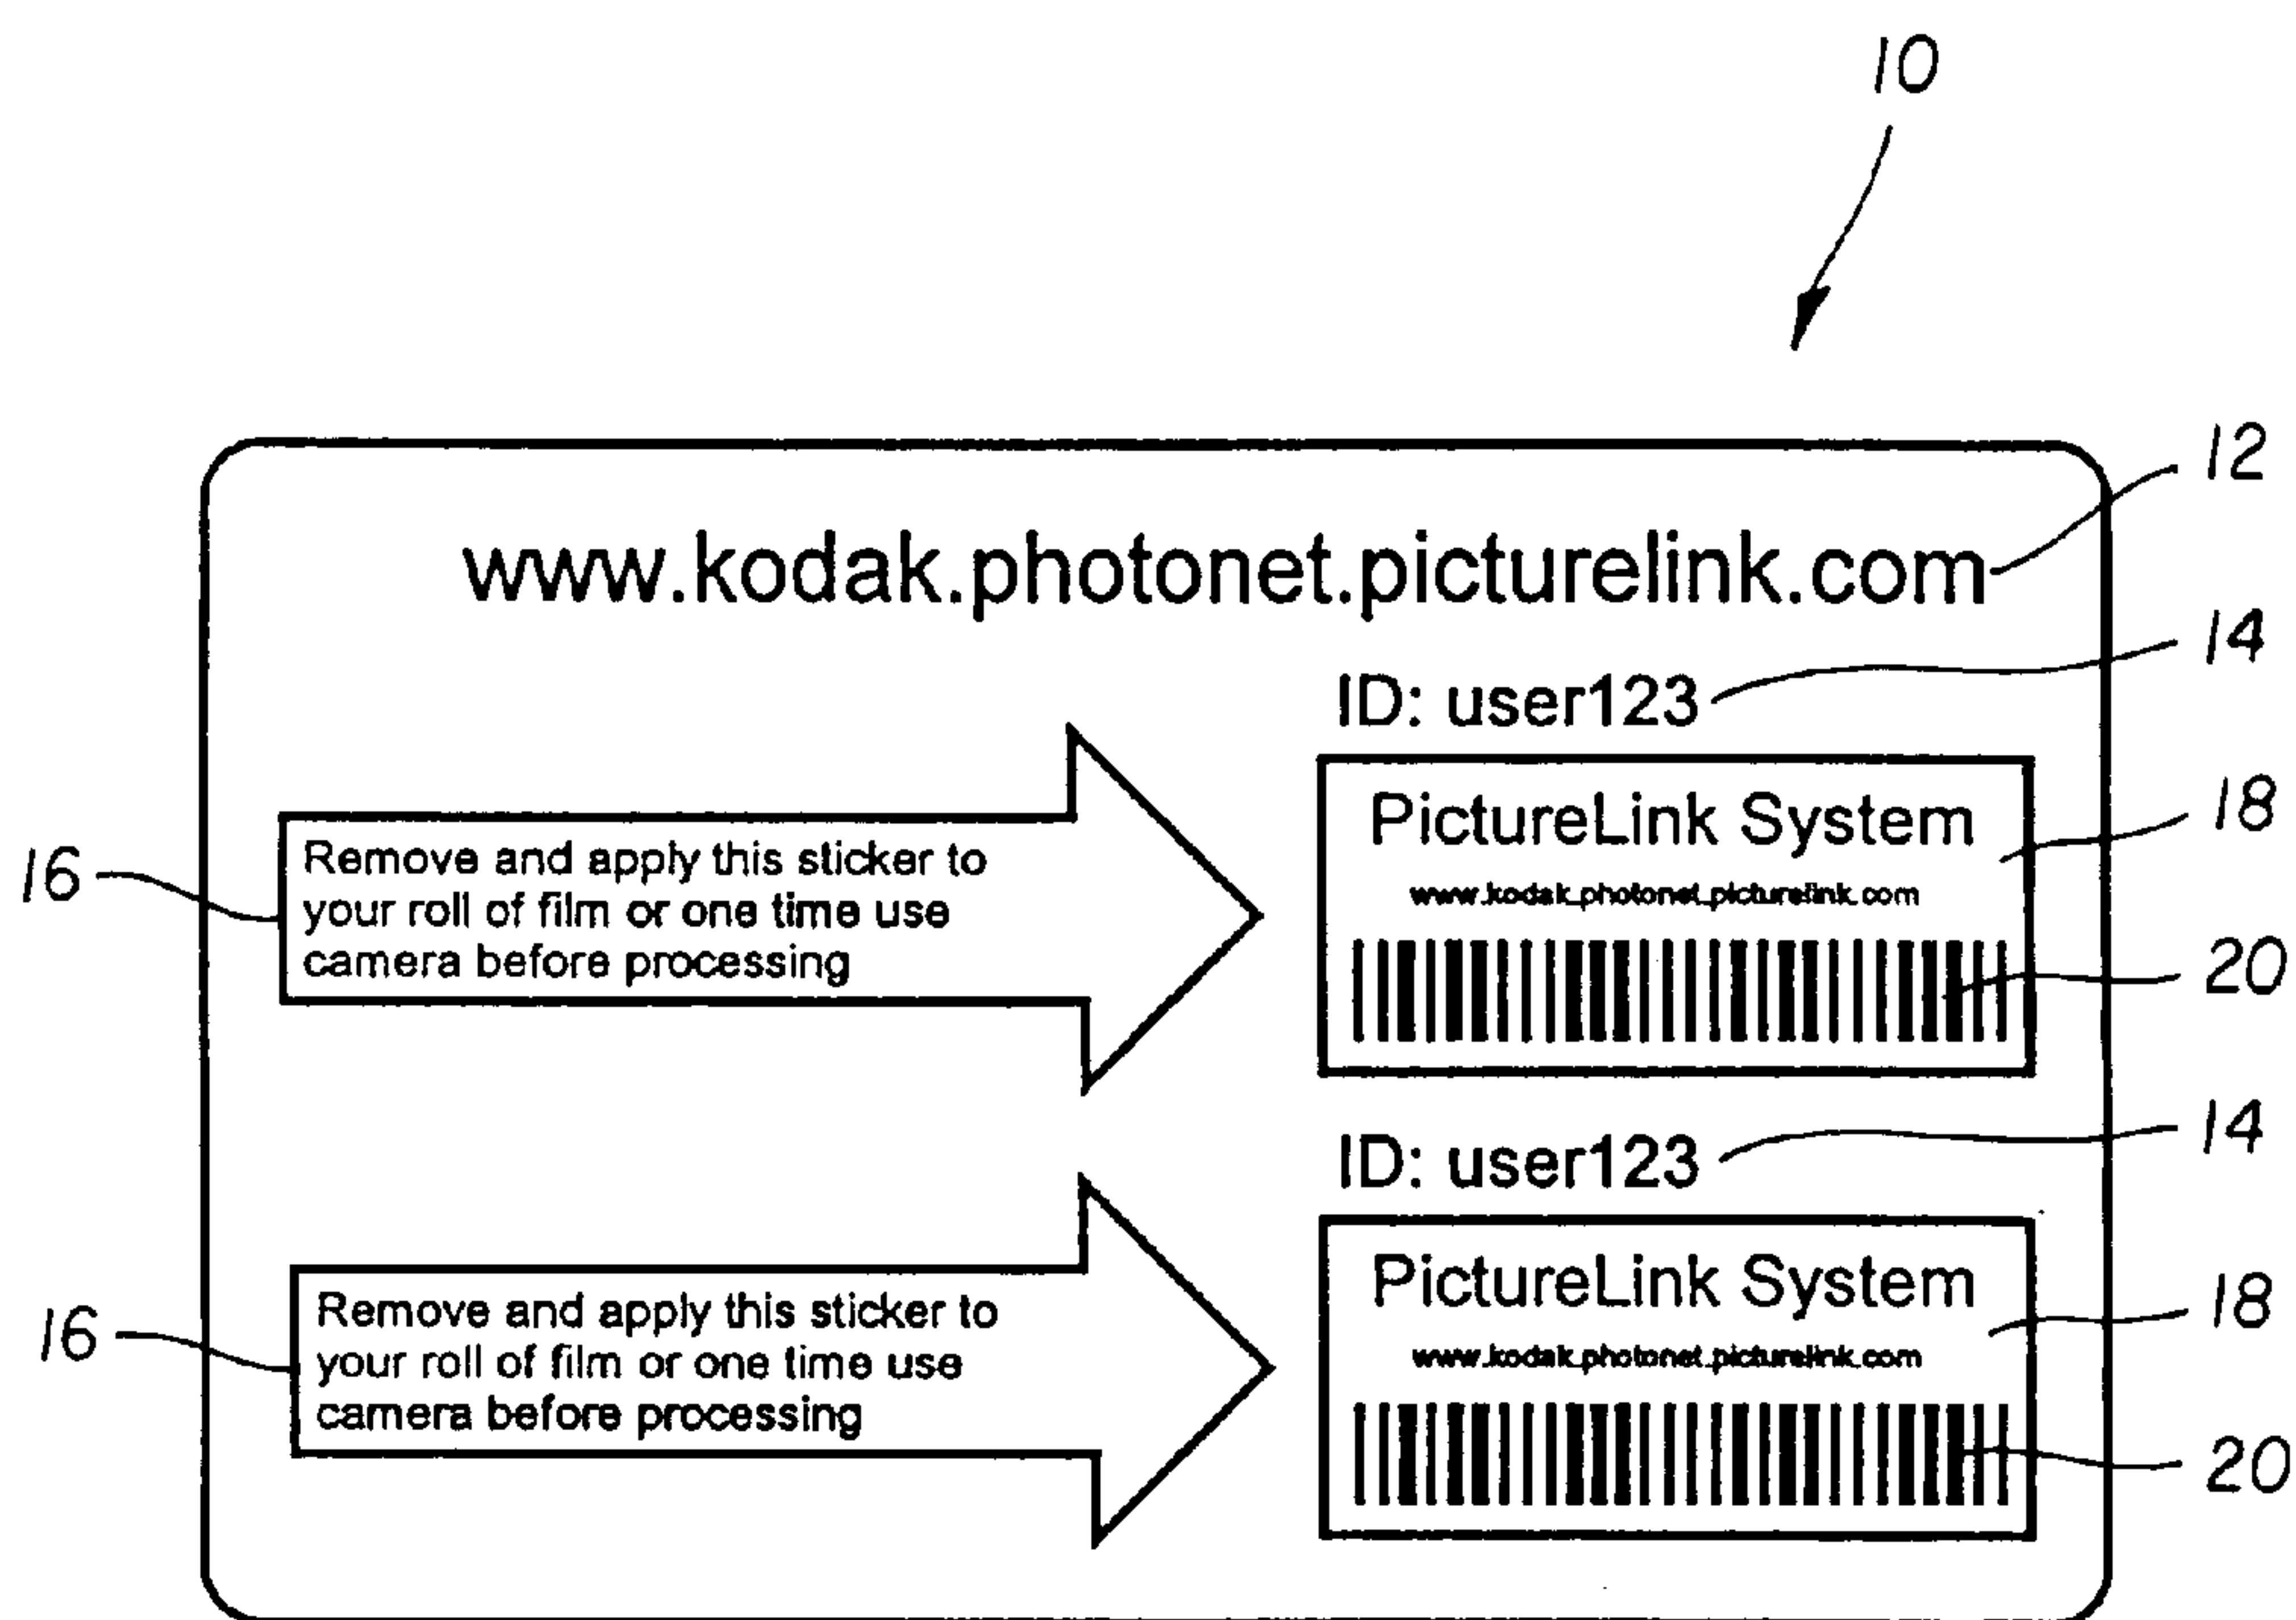 10
12
www.kodak.photonet.picturelink.com
14
ID: user123
18
PictureLink System
16
Remove and apply this sticker to
your roll of film or one time use
camera before processing
www.kodak.photonet.picturelink.com
20
14
ID: user123
18
PictureLink System
16
Remove and apply this sticker to
your roll of film or one time use
camera before processing
www.kodak.photonet.picturelink.com
20